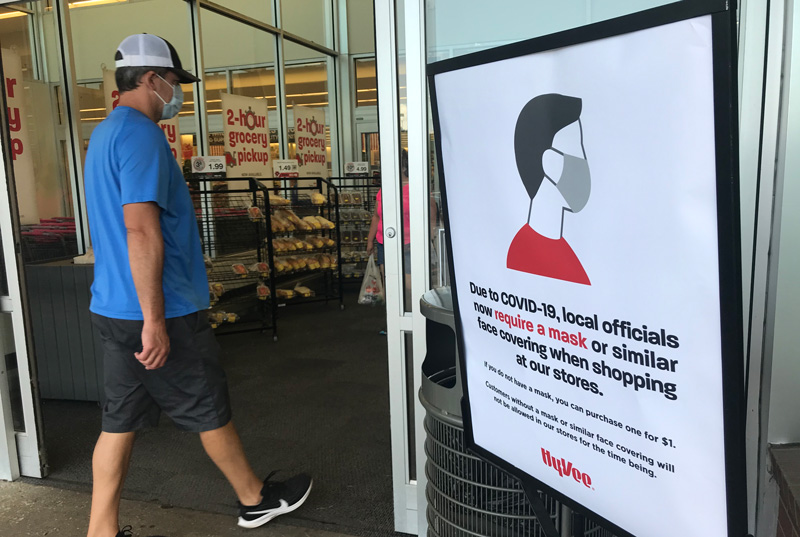 2-hour
grocery
pickup
2-hour
grocery
pickup
1.99
1.49
4.99
Due to COVID-19, local officials
now require a mask or similar
face covering when shopping
at our stores.
If you do not have a mask, you can purchase one for $1.
Customers without a mask or similar face covering will
not be allowed in our stores for the time being.
HyVee